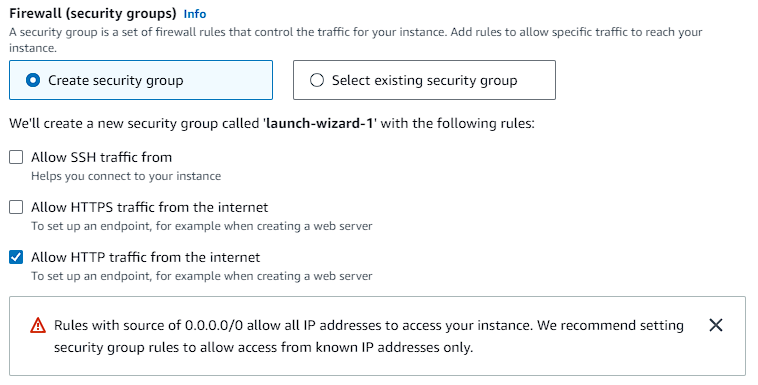 Firewall (security groups) Info
A security group is a set of firewall rules that control the traffic for your instance. Add rules to allow specific traffic to reach your
instance.
Create security group
Select existing security group
We'll create a new security group called 'launch-wizard-1' with the following rules:
Allow SSH traffic from
Helps you connect to your instance
Allow HTTPS traffic from the internet
To set up an endpoint, for example when creating a web server
Allow HTTP traffic from the internet
To set up an endpoint, for example when creating a web server
Rules with source of 0.0.0.0/0 allow all IP addresses to access your instance. We recommend setting
security group rules to allow access from known IP addresses only.